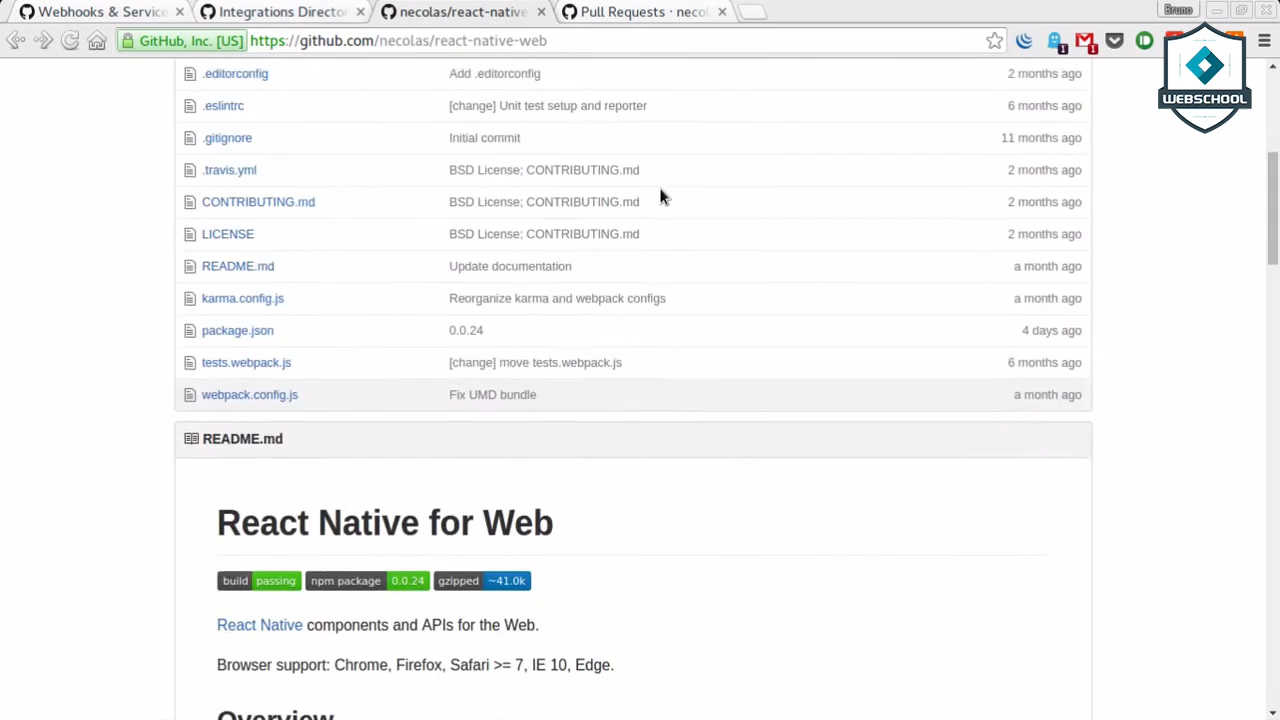 Webhooks & Service
Integrations Director
necolas/react-native
Pull Requests · neco
Bruno
GitHub, Inc. [US]
https://github.com/necolas/react-native-web
1
1
WEBSCHOOL
.editorconfig Add .editorconfig 2 months ago
.eslintrc [change] Unit test setup and reporter 6 months ago
.gitignore Initial commit 11 months ago
.travis.yml BSD License; CONTRIBUTING.md 2 months ago
CONTRIBUTING.md BSD License; CONTRIBUTING.md 2 months ago
LICENSE BSD License; CONTRIBUTING.md 2 months ago
README.md Update documentation a month ago
karma.config.js Reorganize karma and webpack configs a month ago
package.json 0.0.24 4 days ago
tests.webpack.js [change] move tests.webpack.js 6 months ago
webpack.config.js Fix UMD bundle a month ago
README.md
React Native for Web
build passing npm package 0.0.24 gzipped ~41.0k
React Native components and APIs for the Web.
Browser support: Chrome, Firefox, Safari >= 7, IE 10, Edge.
Overview